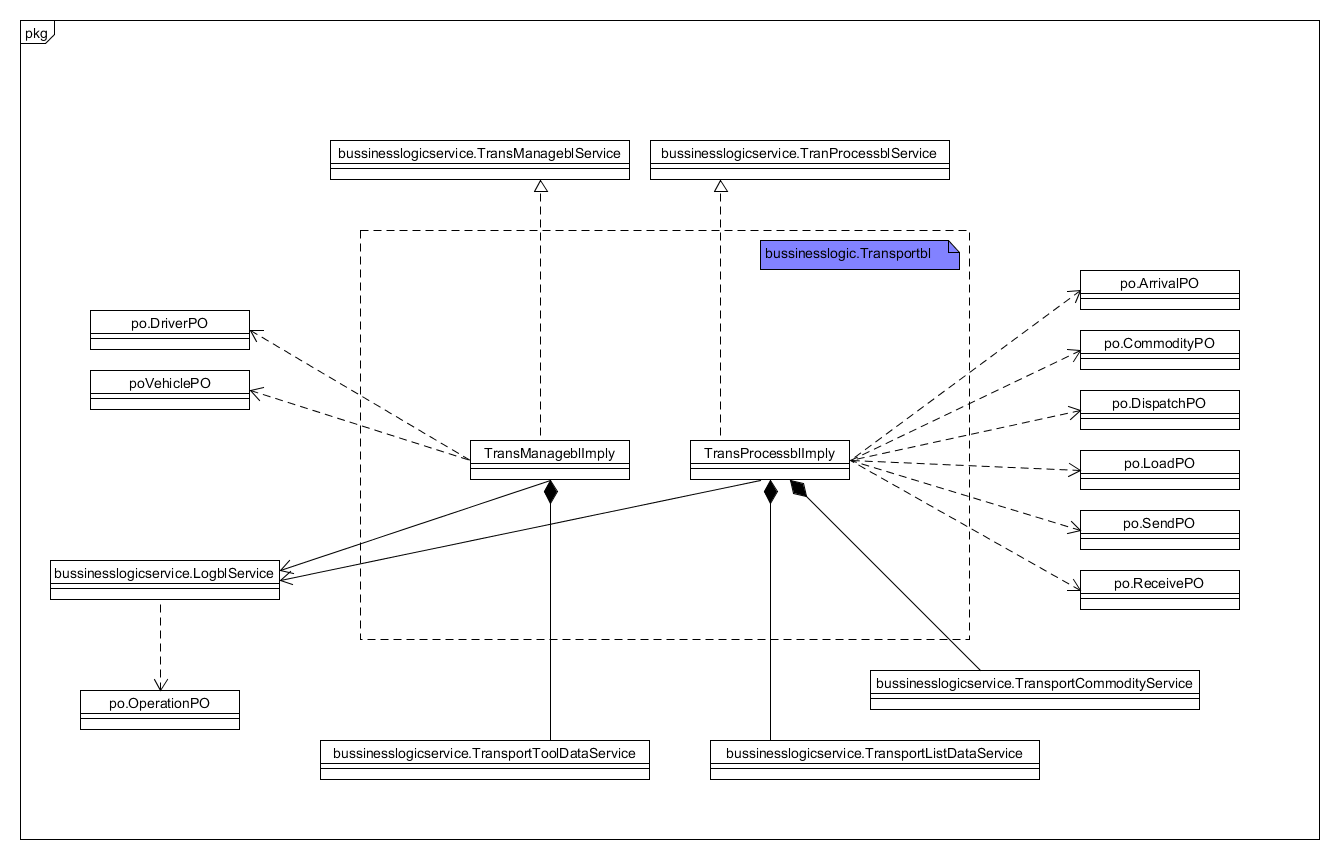 pkg
bussinesslogicservice.TransManageblService
bussinesslogicservice.TranProcessblService
bussinesslogic.Transportbl
po.ArrivalPO
po.DriverPO
po.CommodityPO
poVehiclePO
po.DispatchPO
TransManageblImply
TransProcessblImply
po.LoadPO
po.SendPO
bussinesslogicservice.LogblService
po.ReceivePO
bussinesslogicservice.TransportCommodityService
po.OperationPO
bussinesslogicservice.TransportToolDataService
bussinesslogicservice.TransportListDataService